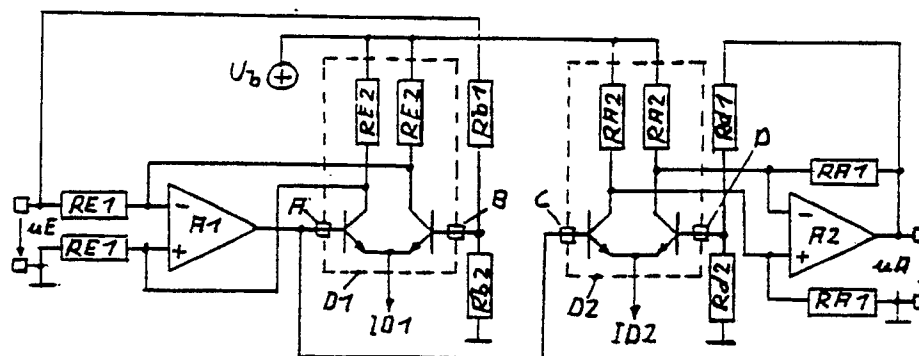 Ub
RE2
RE2
Rb1
RA2
RA2
Rd1
D
RE1
A
B
C
RA1
uE
A1
A2
RE1
uA
D1
ID1
Rb2
D2
ID2
Rd2
RA1